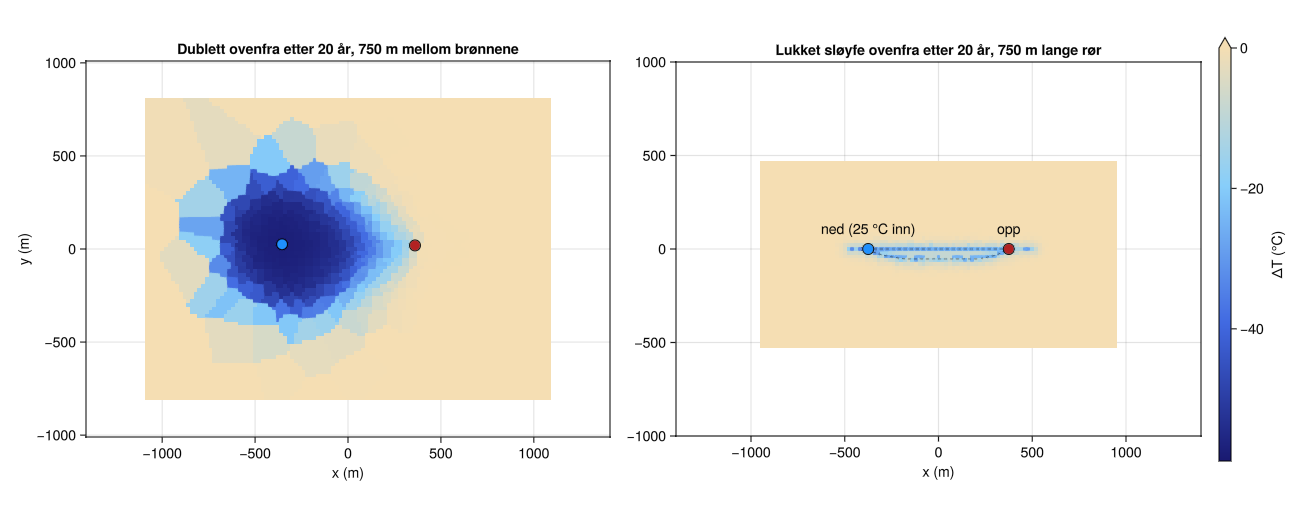 Dublett ovenfra etter 20 år, 750 m mellom brønnene
1000
500
0
−500
−1000
y (m)
−1000
−500
0
500
1000
x (m)
Lukket sløyfe ovenfra etter 20 år, 750 m lange rør
1000
500
0
−500
−1000
ned (25 °C inn)
opp
−1000
−500
0
500
1000
x (m)
0
−20
−40
ΔT (°C)